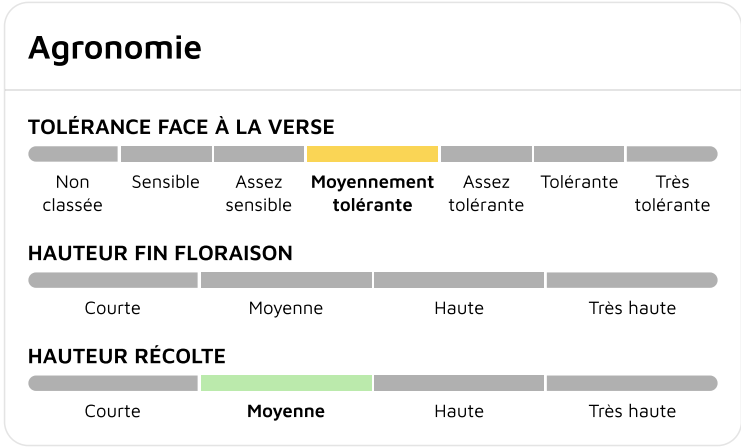 Agronomie
TOLÉRANCE FACE À LA VERSE
Non classée
Sensible
Assez sensible
Moyennement tolérante
Assez tolérante
Tolérante
Très tolérante
HAUTEUR FIN FLORAISON
Courte
Moyenne
Haute
Très haute
HAUTEUR RÉCOLTE
Courte
Moyenne
Haute
Très haute